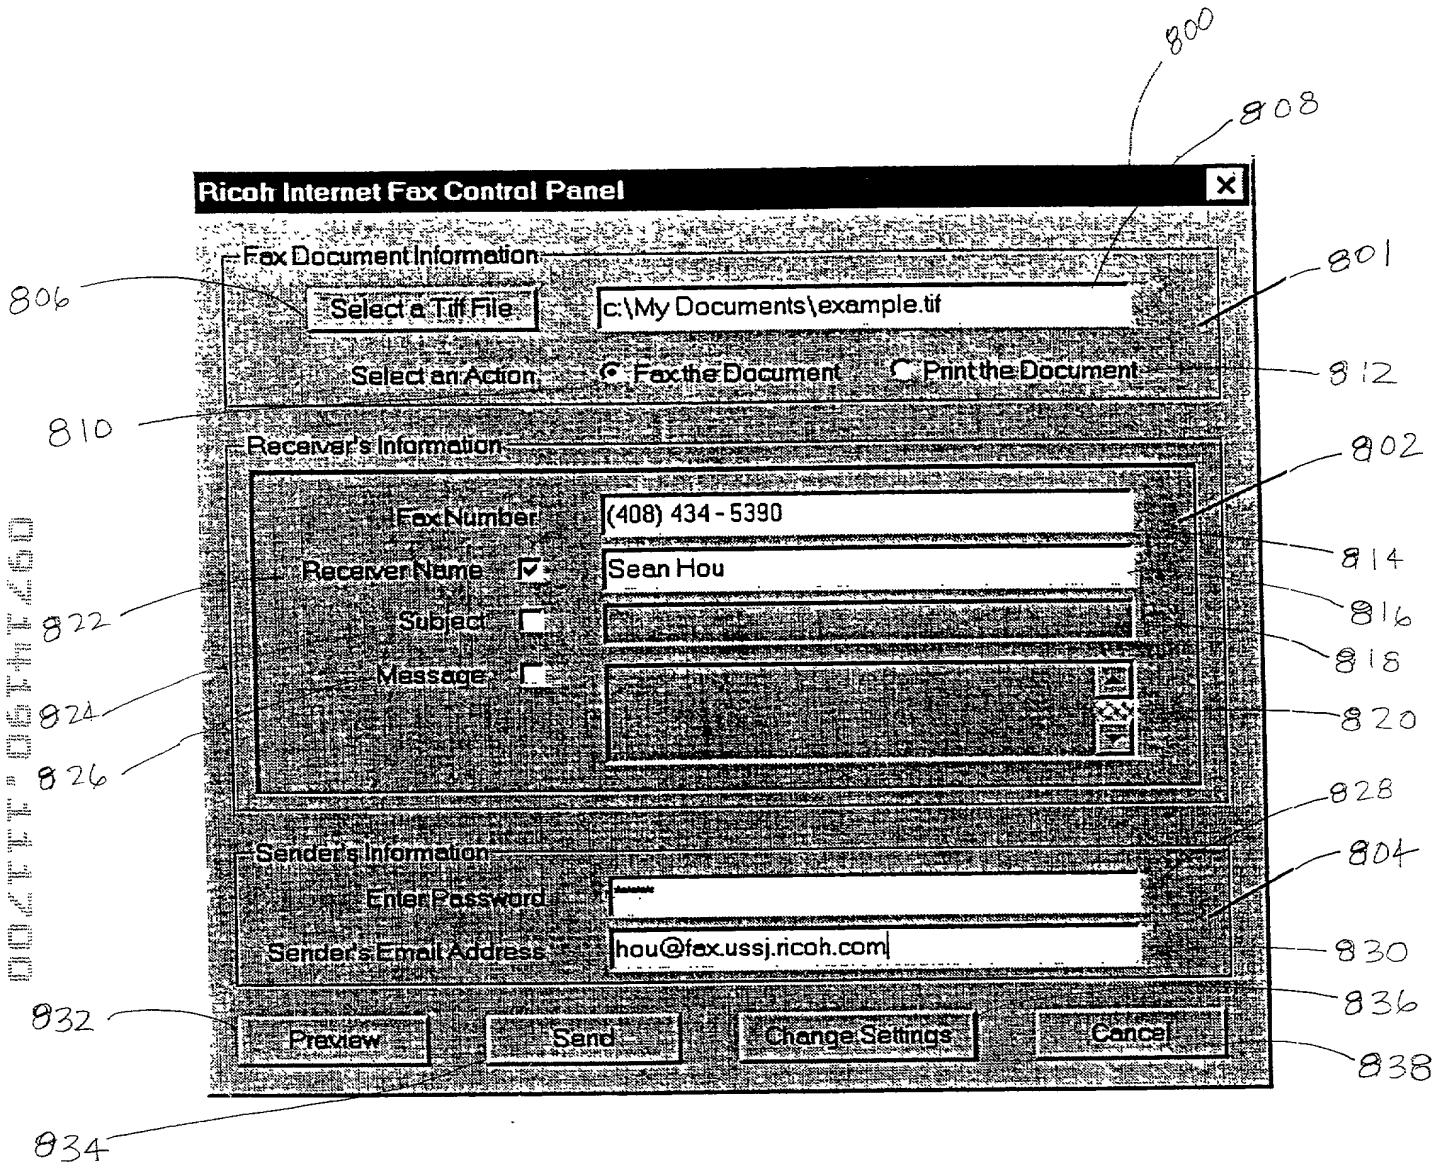 800
808
Ricoh Internet Fax Control Panel
Fax Document Information
801
806
Select a Tiff File
c:\My Documents\example.tif
Select an Action
Fax the Document
Print the Document
812
810
Receiver's Information
802
Fax Number
(408) 434-5390
814
Receiver Name
Sean Hou
816
822
Subject
818
Message
824
820
826
828
Sender's Information
804
Enter Password
****
Sender's Email Address
hou@fax.ussj.ricoh.com
830
836
832
Preview
Send
Change Settings
Cancel
838
834